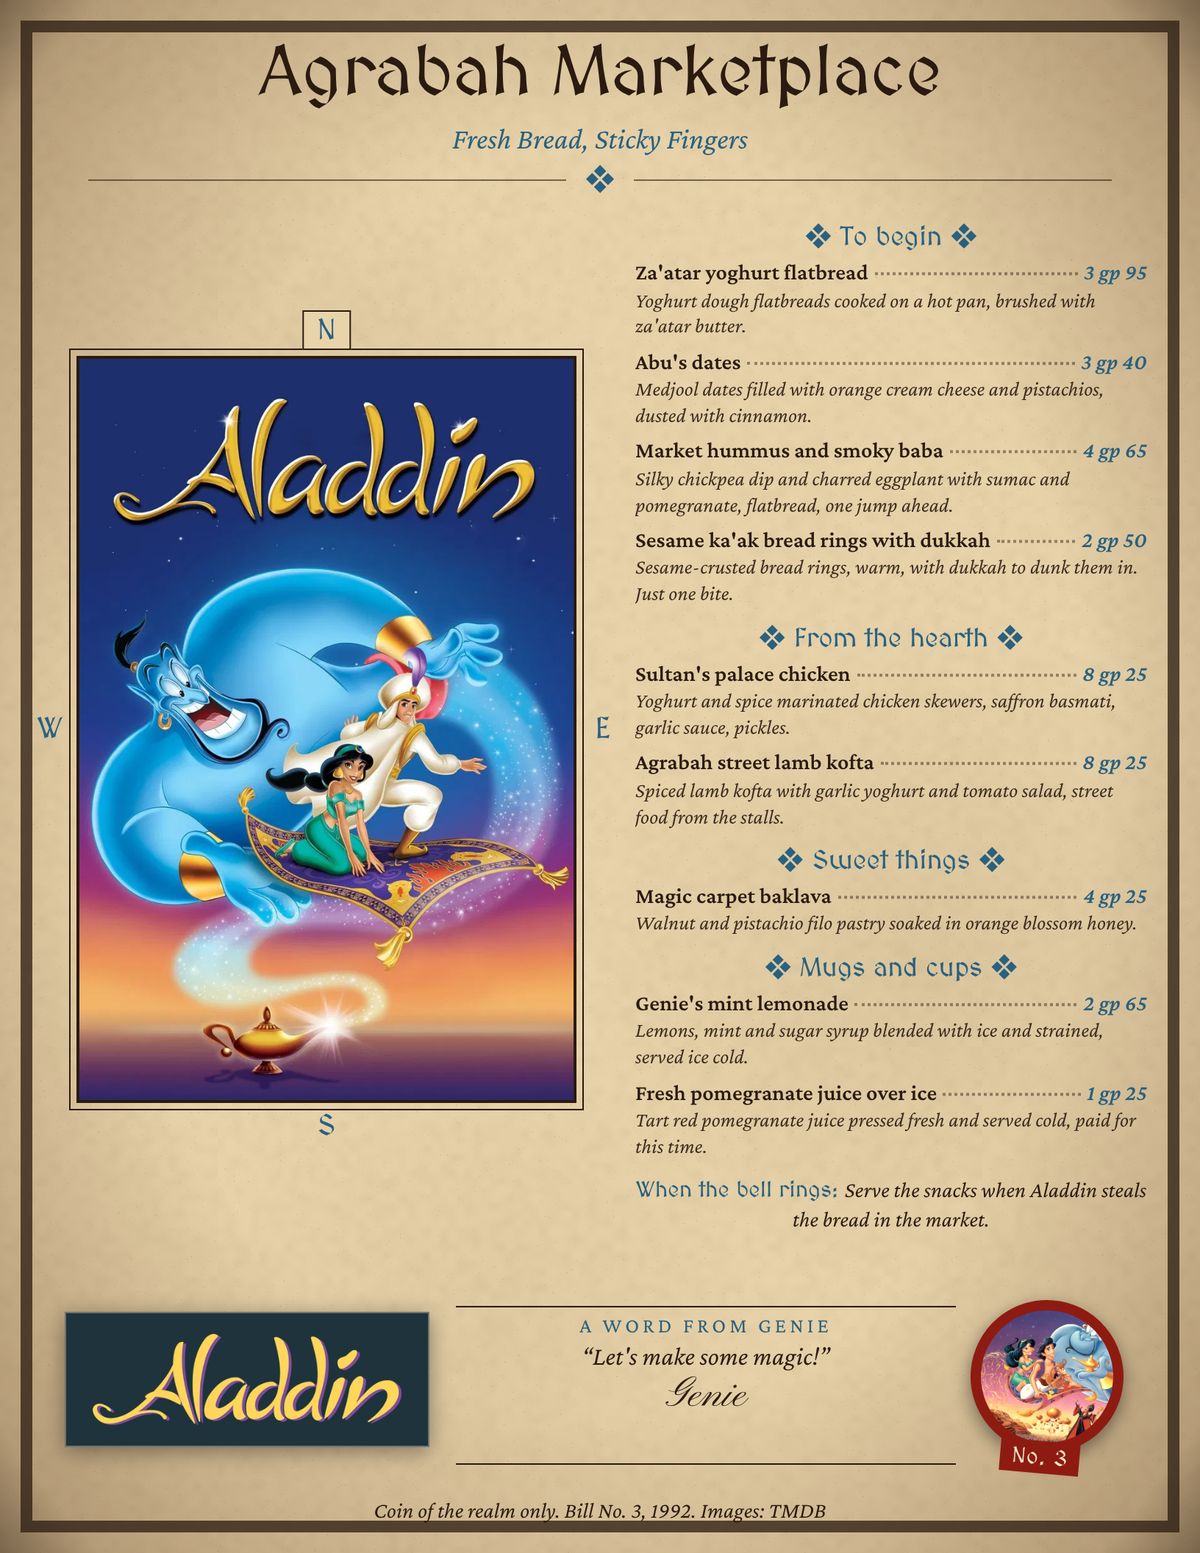 Agrabah Marketplace
Fresh Bread, Sticky Fingers
N
W
E
S
Aladdin
To begin
Za'atar yoghurt flatbread 3 gp 95
Yoghurt dough flatbreads cooked on a hot pan, brushed with
za'atar butter.
Abu's dates 3 gp 40
Medjool dates filled with orange cream cheese and pistachios,
dusted with cinnamon.
Market hummus and smoky baba 4 gp 65
Silky chickpea dip and charred eggplant with sumac and
pomegranate, flatbread, one jump ahead.
Sesame ka'ak bread rings with dukkah 2 gp 50
Sesame-crusted bread rings, warm, with dukkah to dunk them in.
Just one bite.
From the hearth
Sultan's palace chicken 8 gp 25
Yoghurt and spice marinated chicken skewers, saffron basmati,
garlic sauce, pickles.
Agrabah street lamb kofta 8 gp 25
Spiced lamb kofta with garlic yoghurt and tomato salad, street
food from the stalls.
Sweet things
Magic carpet baklava 4 gp 25
Walnut and pistachio filo pastry soaked in orange blossom honey.
Mugs and cups
Genie's mint lemonade 2 gp 65
Lemons, mint and sugar syrup blended with ice and strained,
served ice cold.
Fresh pomegranate juice over ice 1 gp 25
Tart red pomegranate juice pressed fresh and served cold, paid for
this time.
When the bell rings: Serve the snacks when Aladdin steals
the bread in the market.
Aladdin
A WORD FROM GENIE
“Let's make some magic!”
Genie
No. 3
Coin of the realm only. Bill No. 3, 1992. Images: TMDB